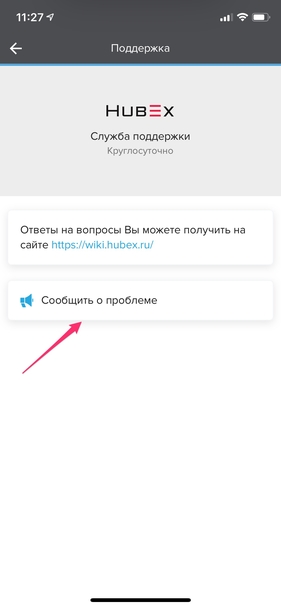 11:27
Поддержка
HUBEX
Служба поддержки
Круглосуточно
Ответы на вопросы Вы можете получить на
сайте https://wiki.hubex.ru/
Сообщить о проблеме